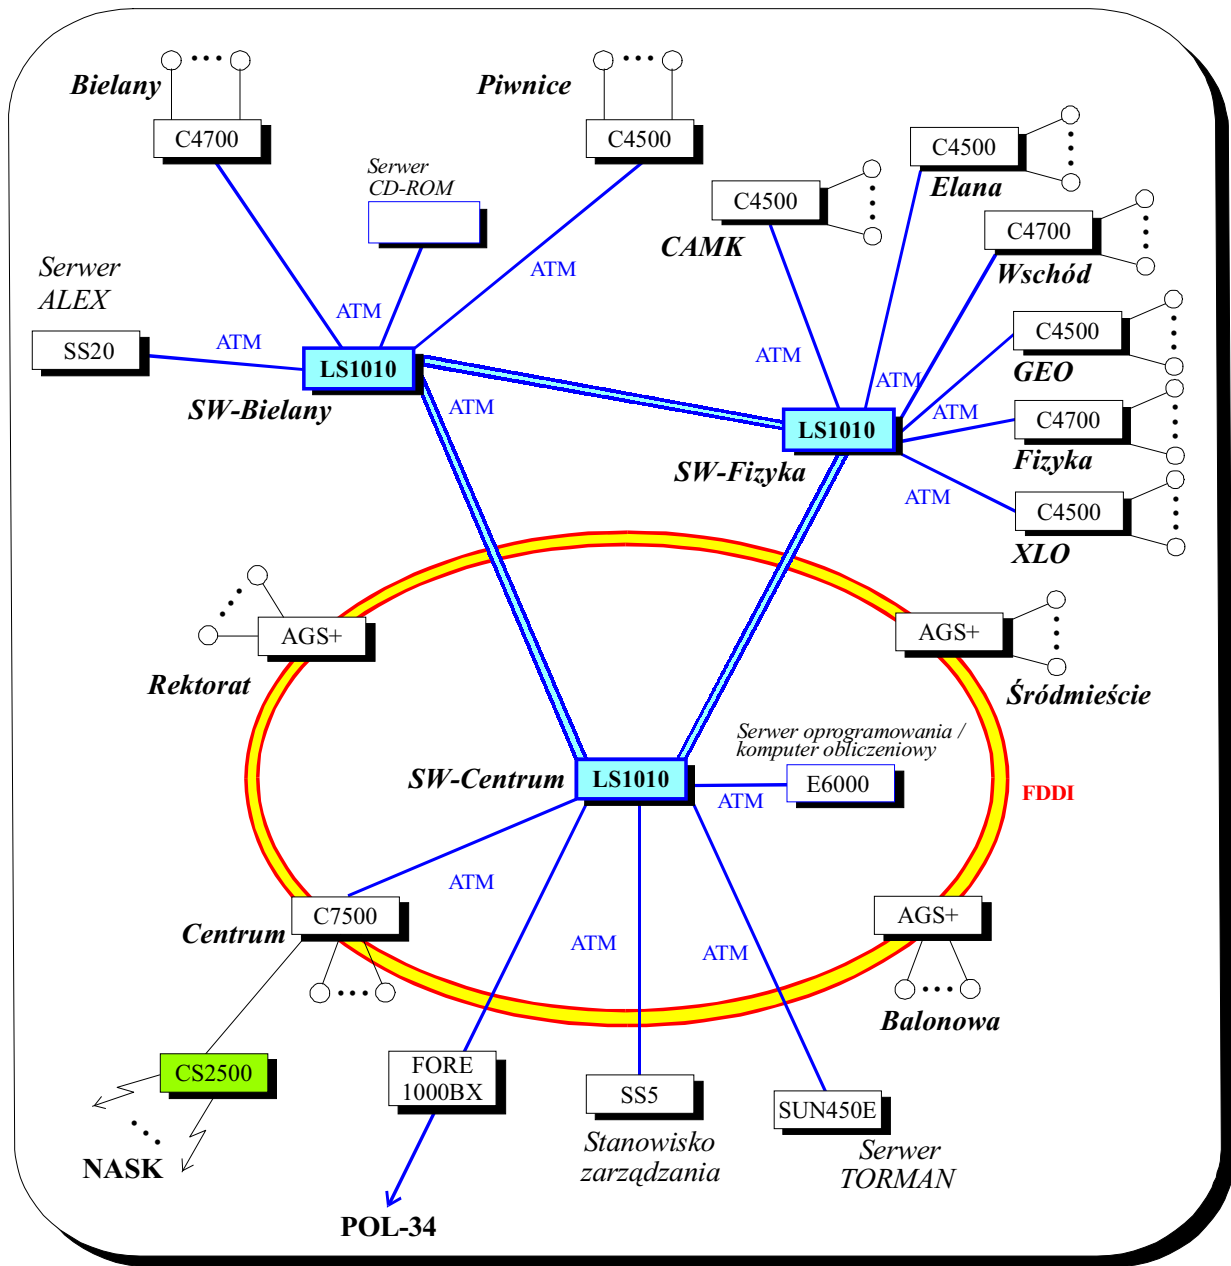 Bielany
C4700
Piwnice
C4500
Serwer
CD-ROM
C4500
Elana
C4500
CAMK
C4700
Wschód
Serwer
ALEX
SS20
ATM
ATM
ATM
LS1010
SW-Bielany
ATM
ATM
ATM
C4500
GEO
ATM
C4700
Fizyka
LS1010
SW-Fizyka
ATM
C4500
XLO
AGS+
Rektorat
AGS+
Śródmieście
Serwer oprogramowania /
komputer obliczeniowy
SW-Centrum
LS1010
E6000
ATM
FDDI
ATM
C7500
Centrum
ATM
ATM
AGS+
Balonowa
CS2500
NASK
FORE
1000BX
POL-34
SS5
Stanowisko
zarządzania
SUN450E
Serwer
TORMAN